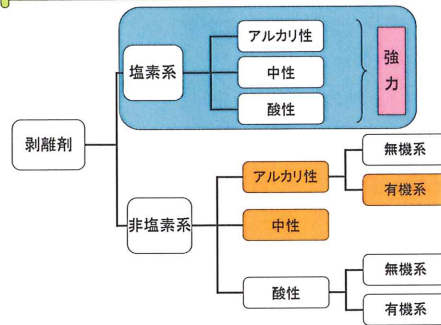 塩素系
アルカリ性
中性
酸性
強力
剥離剤
非塩素系
アルカリ性
無機系
有機系
中性
酸性
無機系
有機系